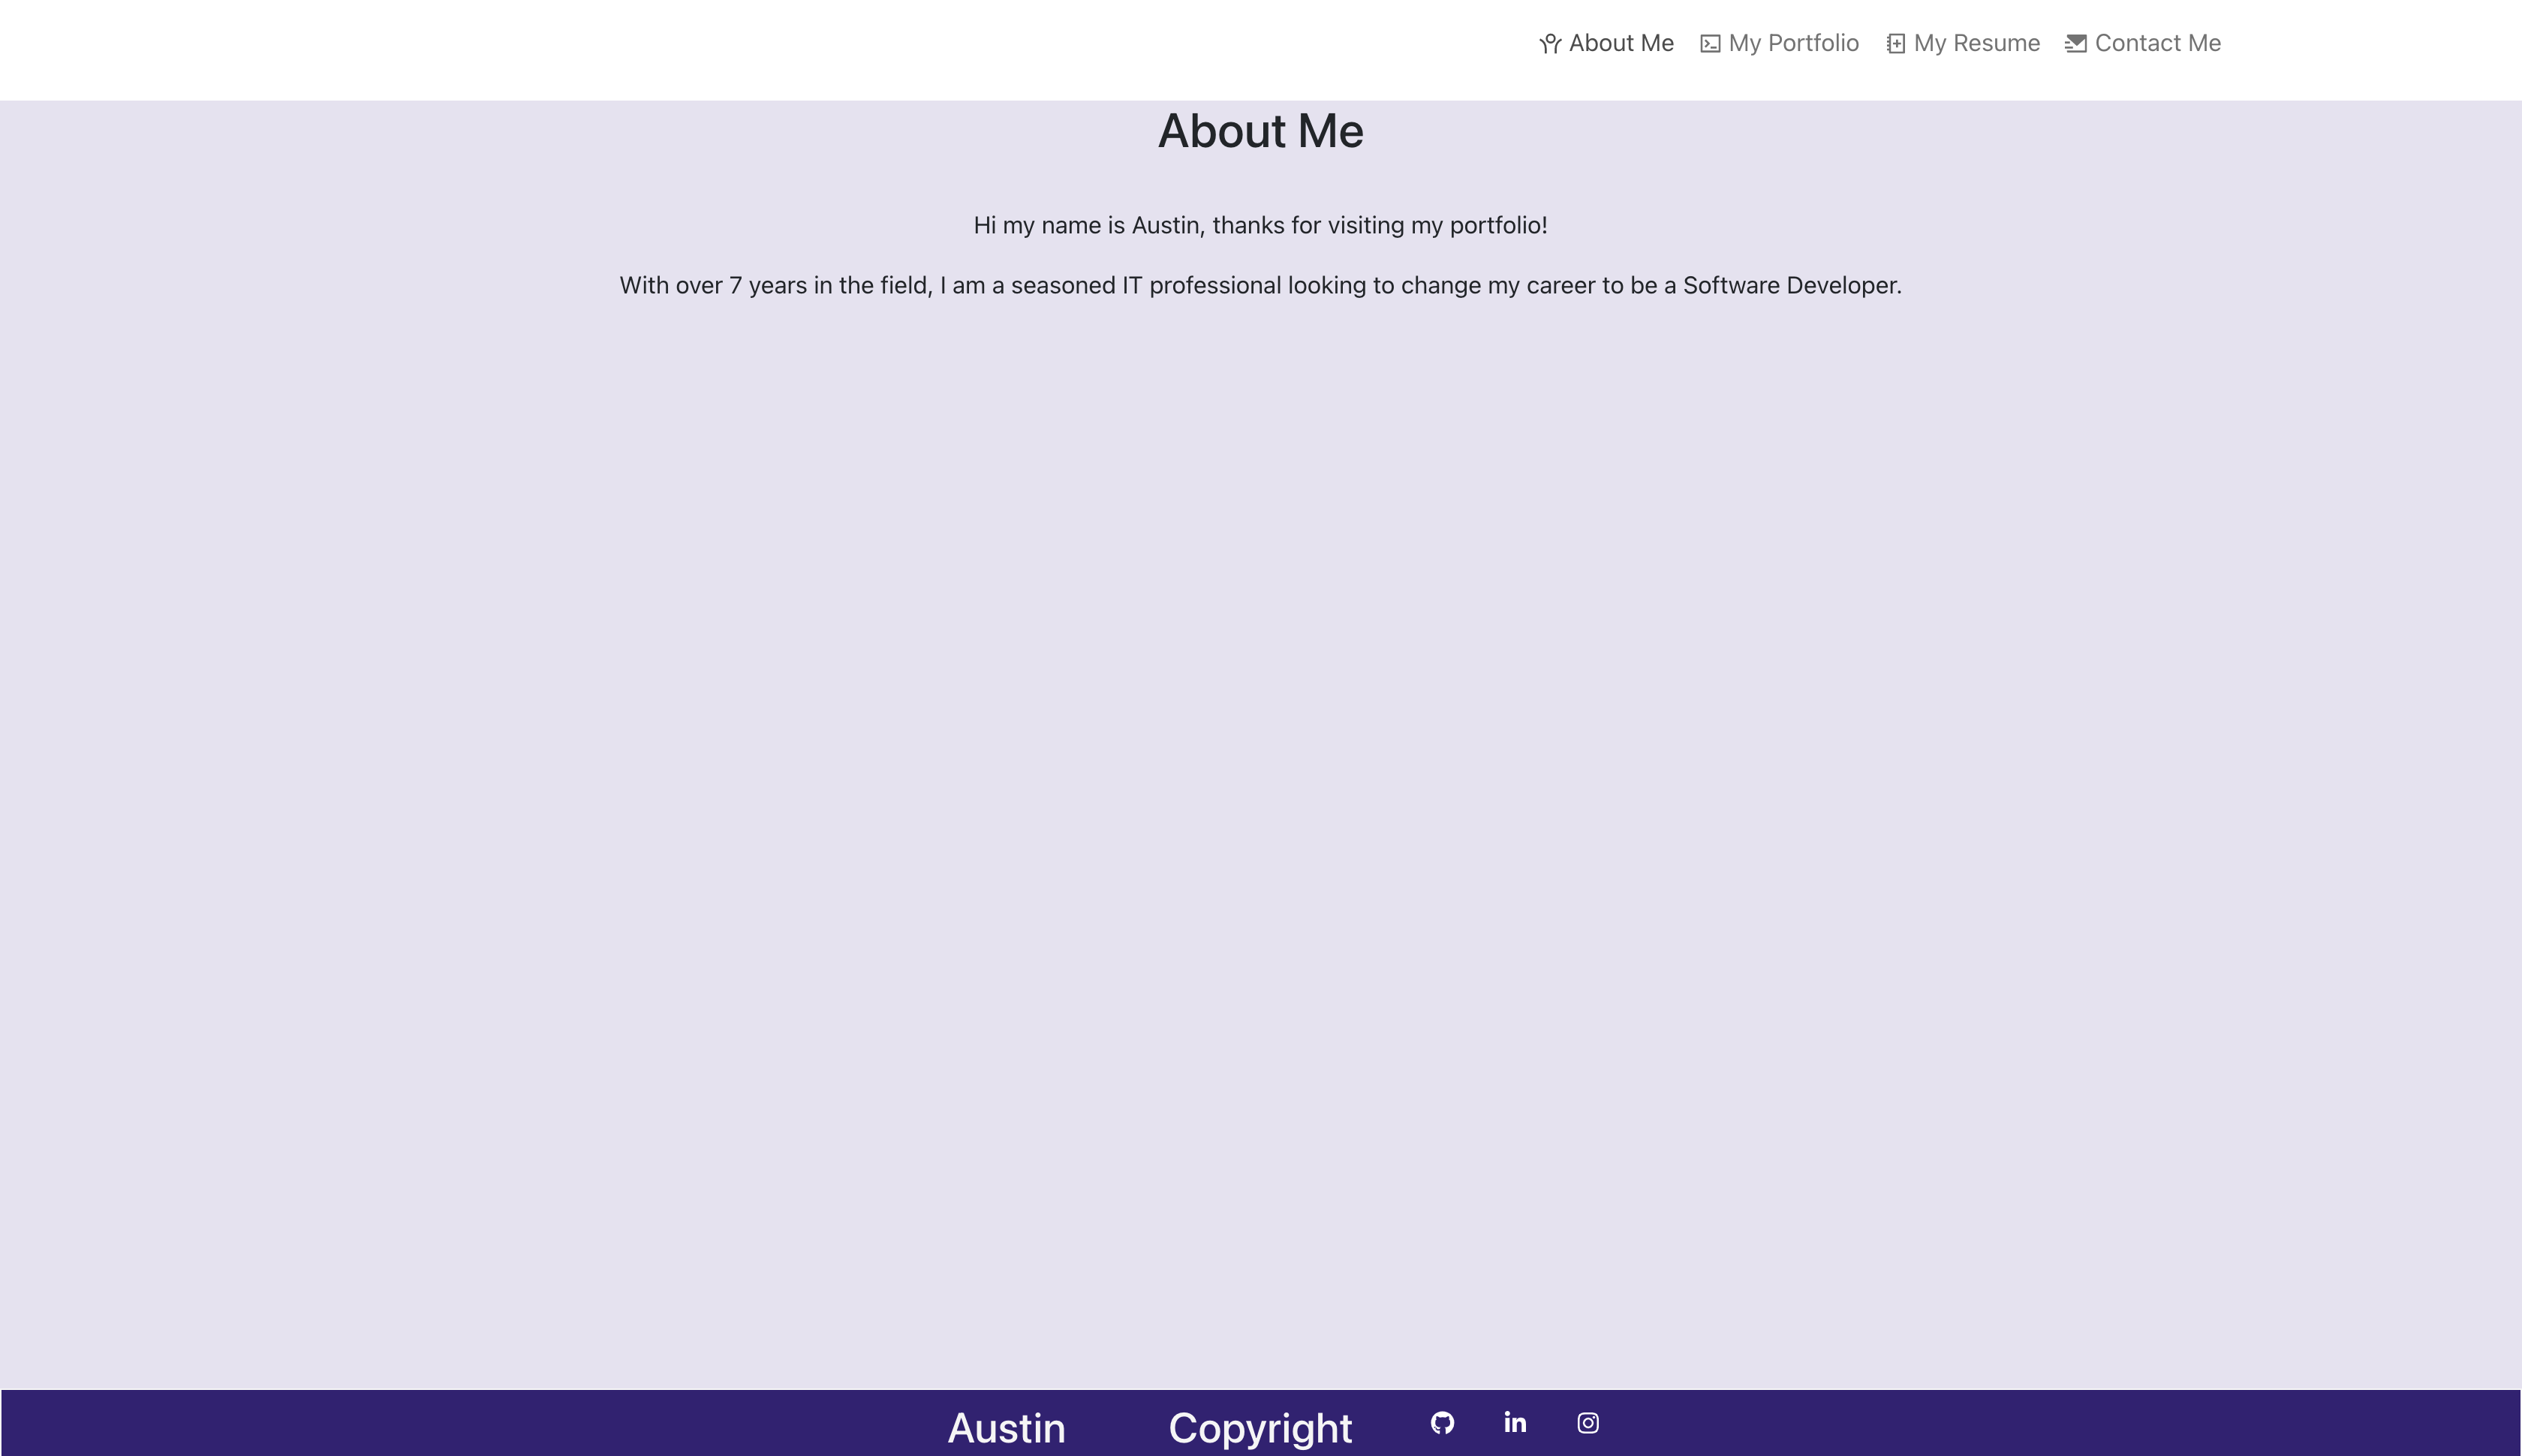 About Me My Portfolio My Resume Contact Me
About Me
Hi my name is Austin, thanks for visiting my portfolio!
With over 7 years in the field, I am a seasoned IT professional looking to change my career to be a Software Developer.
Austin Copyright in